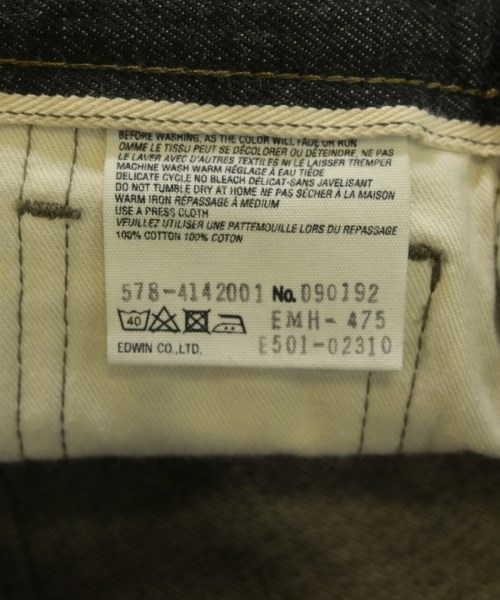 BEFORE WASHING, AS THE COLOR WILL FADE OR RUN
COMME LE TISSU PEUT SE DÉCOLORER OU DÉTEINDRE, NE PAS
LE LAVER AVEC D'AUTRES TEXTILES NI LE LAISSER TREMPER
MACHINE WASH WARM RÉGLAGE À EAU TIÈDE
DELICATE CYCLE NO BLEACH DÉLICAT-SANS JAVELISANT
DO NOT TUMBLE DRY AT HOME NE PAS SÉCHER À LA MAISON
WARM IRON REPASSAGE À MEDIUM
USE A PRESS CLOTH
VEUILLEZ UTILISER UNE PATTEMOUILLE LORS DU REPASSAGE
100% COTTON 100% COTON
578-4142001 No. 090192
40 EMH-475
EDWIN CO., LTD. E501-02310